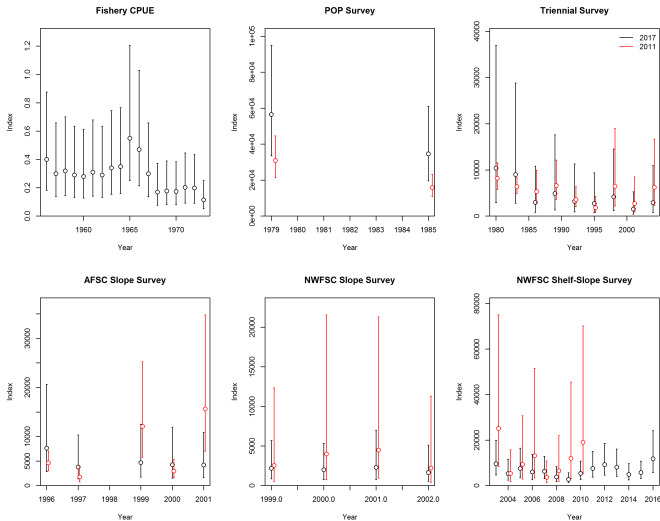 Fishery CPUE
POP Survey
Triennial Survey
Index
0.0 0.2 0.4 0.6 0.8 1.0 1.2
1960 1965 1970
Year
Index
0e+00 2e+04 4e+04 6e+04 8e+04 1e+05
1979 1980 1981 1982 1983 1984 1985
Year
Index
0 10000 20000 30000 40000
2017
2011
1980 1985 1990 1995 2000
Year
AFSC Slope Survey
NWFSC Slope Survey
NWFSC Shelf-Slope Survey
Index
0 5000 10000 20000 30000
1996 1997 1999 2000 2001
Year
Index
0 5000 10000 15000 20000
1999.0 2000.0 2001.0 2002.0
Year
Index
0 20000 40000 60000 80000
2004 2006 2008 2010 2012 2014 2016
Year